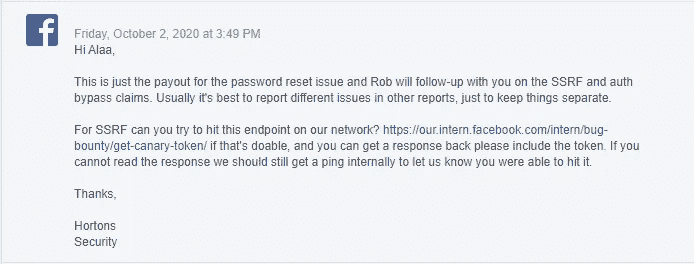 Friday, October 2, 2020 at 3:49 PM
Hi Alaa,
This is just the payout for the password reset issue and Rob will follow-up with you on the SSRF and auth
bypass claims. Usually it's best to report different issues in other reports, just to keep things separate.
For SSRF can you try to hit this endpoint on our network? https://our.intern.facebook.com/intern/bug-
bounty/get-canary-token/ if that's doable, and you can get a response back please include the token. If you
cannot read the response we should still get a ping internally to let us know you were able to hit it.
Thanks,
Hortons
Security